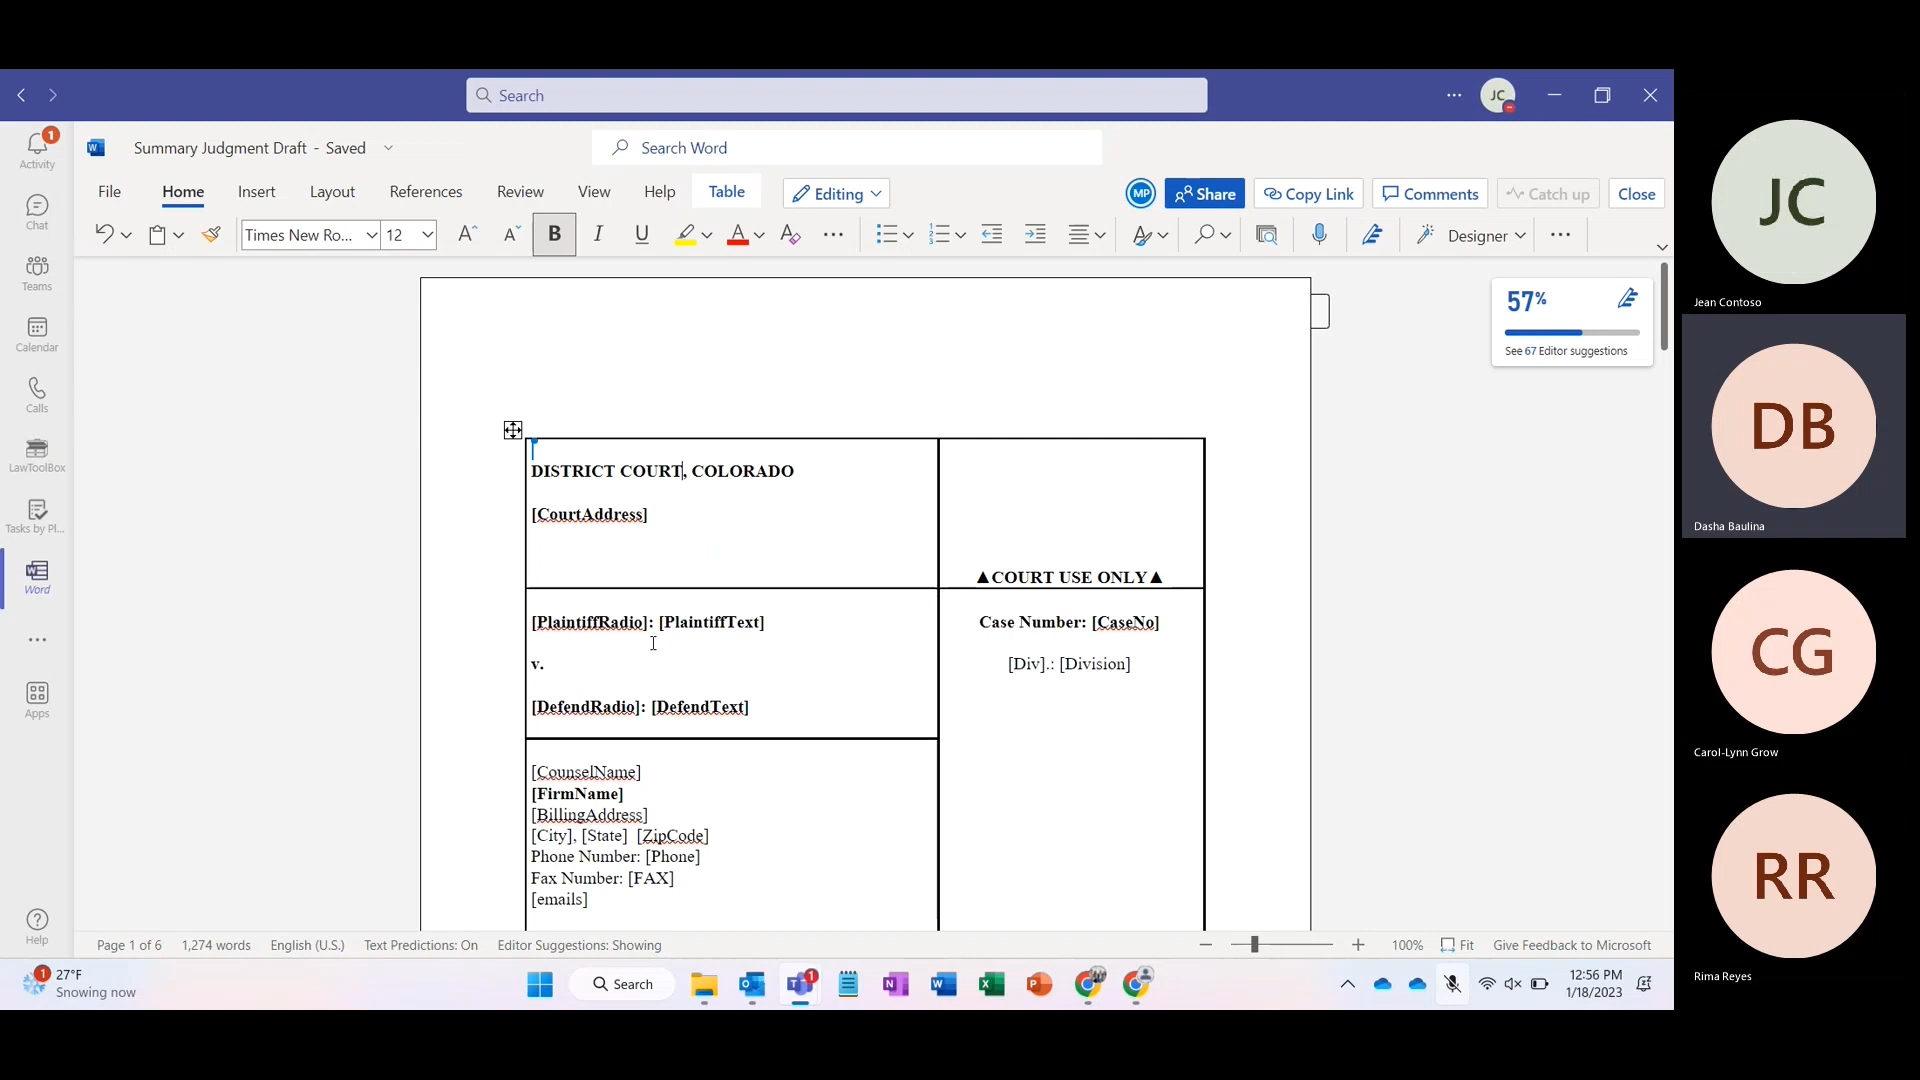 Search
JC
Activity
1
Chat
Teams
Calendar
Calls
LawToolBox
Tasks by Pl...
Word
Apps
Help
W
Summary Judgment Draft - Saved
Search Word
File
Home
Insert
Layout
References
Review
View
Help
Table
Editing
MP
Share
Copy Link
Comments
Catch up
Close
Times New Ro...
12
B
I
U
A
Designer
57%
See 67 Editor suggestions
DISTRICT COURT, COLORADO
[CourtAddress]
▲COURT USE ONLY▲
[PlaintiffRadio]: [PlaintiffText]
v.
[DefendRadio]: [DefendText]
Case Number: [CaseNo]
[Div].: [Division]
[CounselName]
[FirmName]
[BillingAddress]
[City], [State]  [ZipCode]
Phone Number: [Phone]
Fax Number: [FAX]
[emails]
Page 1 of 6
1,274 words
English (U.S.)
Text Predictions: On
Editor Suggestions: Showing
100%
Fit
Give Feedback to Microsoft
1
27°F
Snowing now
Search
1
12:56 PM
1/18/2023
JC
Jean Contoso
DB
Dasha Baulina
CG
Carol-Lynn Grow
RR
Rima Reyes